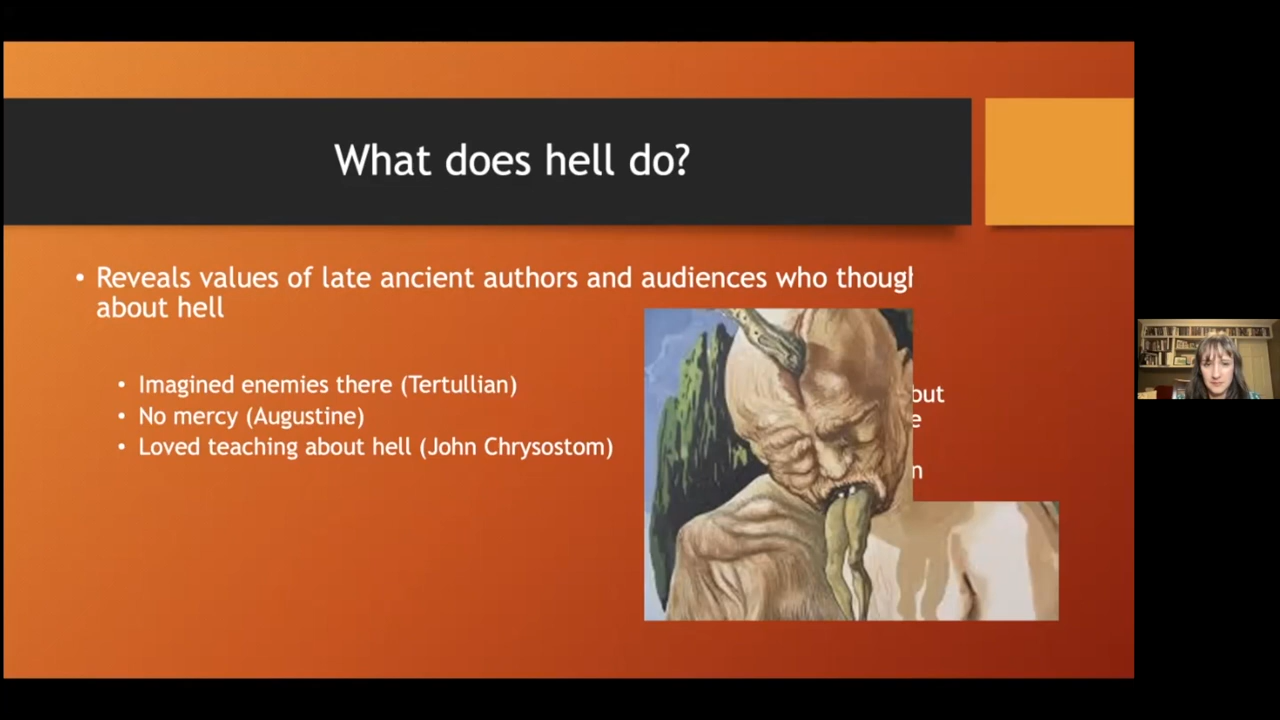 What does hell do?
• Reveals values of late ancient authors and audiences who
about hell
• Imagined enemies there (Tertullian)
• No mercy (Augustine)
• Loved teaching about hell (John Chrysostom)
but